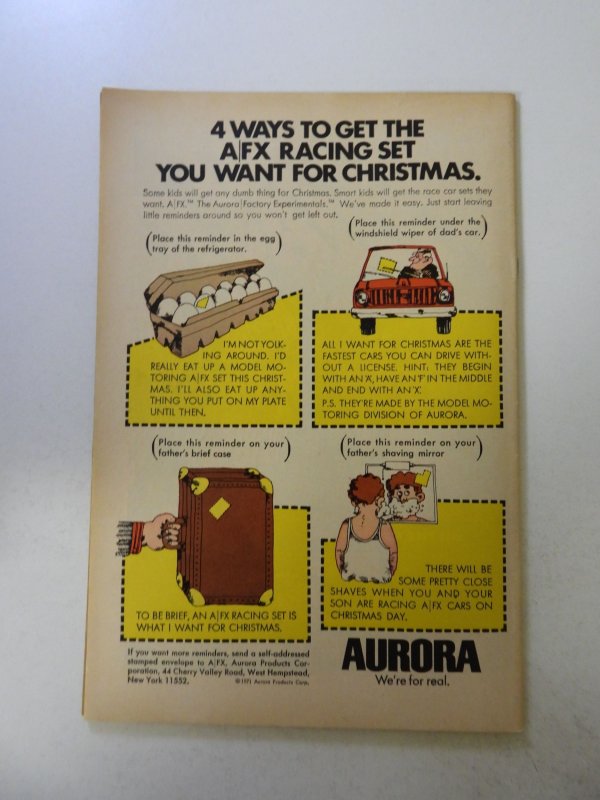 4 WAYS TO GET THE
A|FX RACING SET
YOU WANT FOR CHRISTMAS.
Some kids will get any dumb thing for Christmas. Smart kids will get the race car sets they
want. A|FX.™ The Aurora|Factory Experimentals.™ We've made it easy. Just start leaving
little reminders around so you won't get left out.
(Place this reminder in the egg
tray of the refrigerator.)
I'M NOT YOLK-
ING AROUND. I'D
REALLY EAT UP A MODEL MO-
TORING A|FX SET THIS CHRIST-
MAS. I'LL ALSO EAT UP ANY-
THING YOU PUT ON MY PLATE
UNTIL THEN.
(Place this reminder under the
windshield wiper of dad's car.)
ALL I WANT FOR CHRISTMAS ARE THE
FASTEST CARS YOU CAN DRIVE WITH-
OUT A LICENSE. HINT: THEY BEGIN
WITH AN 'A', HAVE AN 'F' IN THE MIDDLE
AND END WITH AN 'X'.
P.S. THEY'RE MADE BY THE MODEL MO-
TORING DIVISION OF AURORA.
(Place this reminder on your
father's brief case)
TO BE BRIEF, AN A|FX RACING SET IS
WHAT I WANT FOR CHRISTMAS.
(Place this reminder on your
father's shaving mirror)
THERE WILL BE
SOME PRETTY CLOSE
SHAVES WHEN YOU AND YOUR
SON ARE RACING A|FX CARS ON
CHRISTMAS DAY.
If you want more reminders, send a self-addressed
stamped envelope to A|FX, Aurora Products Cor-
poration, 44 Cherry Valley Road, West Hempstead,
New York 11552.
©1971 Aurora Products Corp.
AURORA
We're for real.